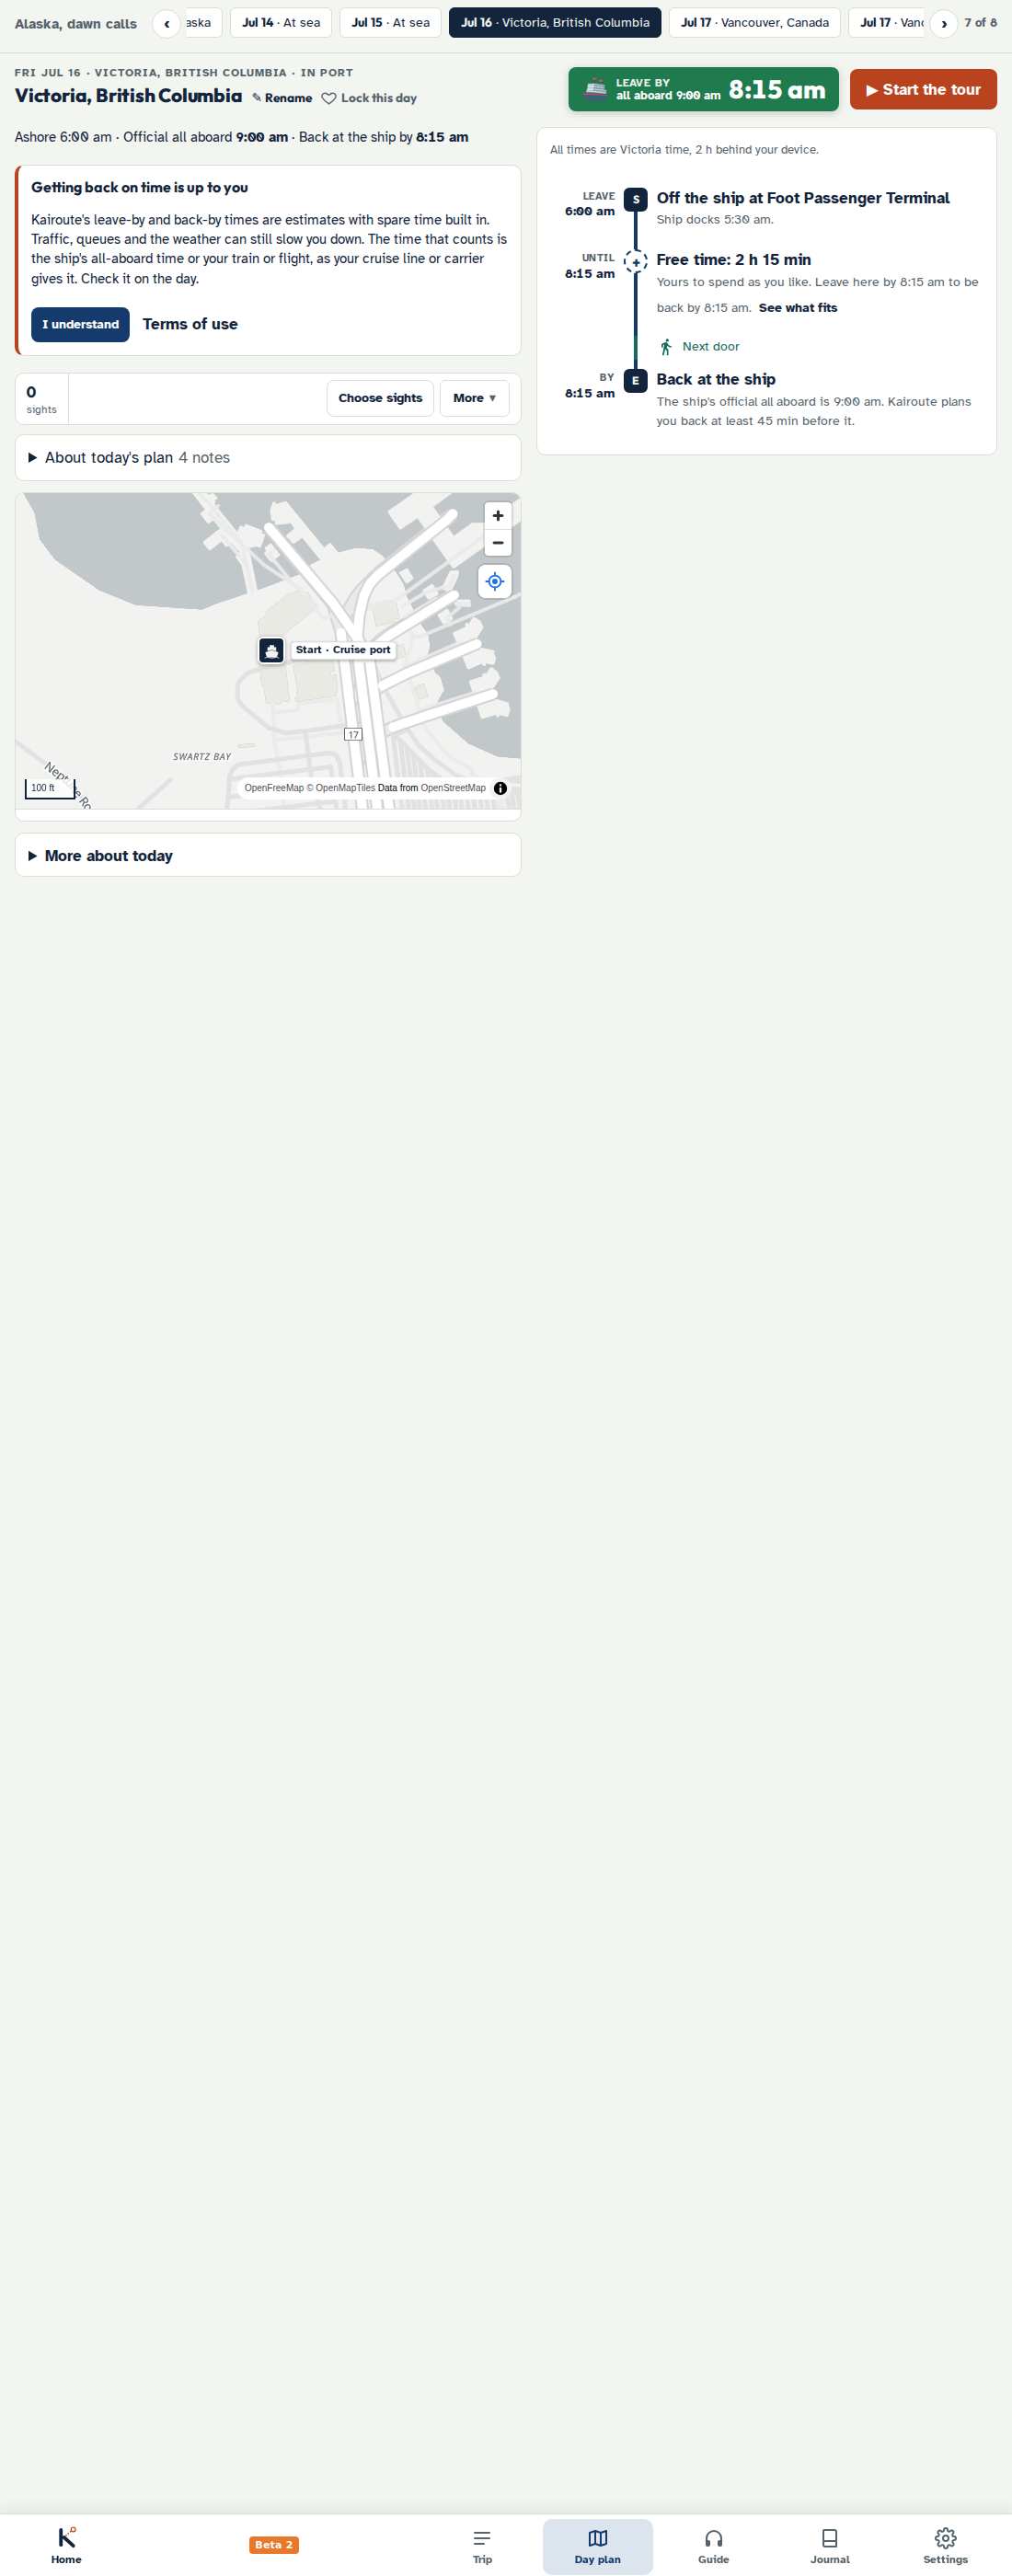 Alaska, dawn calls
‹
aska
Jul 14 · At sea
Jul 15 · At sea
Jul 16 · Victoria, British Columbia
Jul 17 · Vancouver, Canada
Jul 17 · Vanc
›
7 of 8
FRI JUL 16 · VICTORIA, BRITISH COLUMBIA · IN PORT
Victoria, British Columbia
✎ Rename
Lock this day
LEAVE BY
all aboard 9:00 am
8:15 am
▶ Start the tour
Ashore 6:00 am · Official all aboard 9:00 am · Back at the ship by 8:15 am
Getting back on time is up to you
Kairoute's leave-by and back-by times are estimates with spare time built in.
Traffic, queues and the weather can still slow you down. The time that counts is
the ship's all-aboard time or your train or flight, as your cruise line or carrier
gives it. Check it on the day.
I understand
Terms of use
0
sights
Choose sights
More ▼
▶ About today's plan 4 notes
+
−
Start · Cruise port
17
SWARTZ BAY
100 ft
OpenFreeMap © OpenMapTiles Data from OpenStreetMap
▶ More about today
All times are Victoria time, 2 h behind your device.
LEAVE
6:00 am
S
Off the ship at Foot Passenger Terminal
Ship docks 5:30 am.
UNTIL
8:15 am
+
Free time: 2 h 15 min
Yours to spend as you like. Leave here by 8:15 am to be
back by 8:15 am. See what fits
Next door
BY
8:15 am
E
Back at the ship
The ship's official all aboard is 9:00 am. Kairoute plans
you back at least 45 min before it.
Home
Beta 2
Trip
Day plan
Guide
Journal
Settings